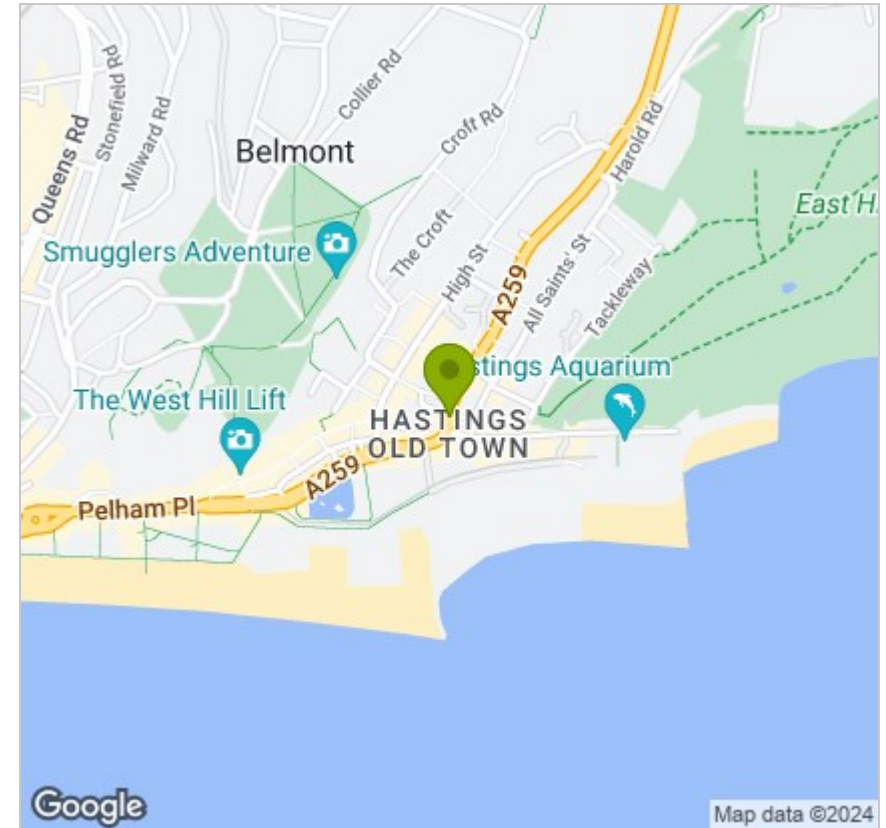 Stonefield Rd
Collier Rd
Milward Rd
Croft Rd
Queens Rd
Belmont
Harold Rd
East H
Smugglers Adventure
The Croft
High St
A259
All Saints' St
Tackleway
stings Aquarium
The West Hill Lift
HASTINGS
OLD TOWN
A259
Pelham Pl
Google
Map data ©2024